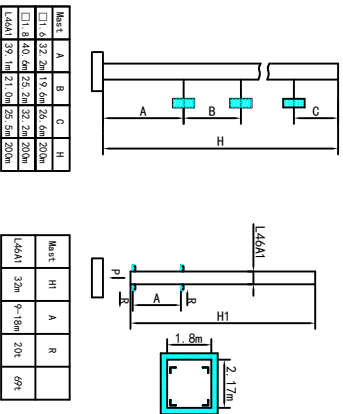 Mast A B C H
□1.6 32.2m 19.6m 26.6m 200m
□1.8 40.6m 25.2m 32.2m 200m
L46A1 39.1m 21.0m 25.5m 200m
A B C
H
Mast H1 A R
L46A1 32m 9-18m 20t 69t
L46A1
P R R
A
H1
1.8m
2.17m